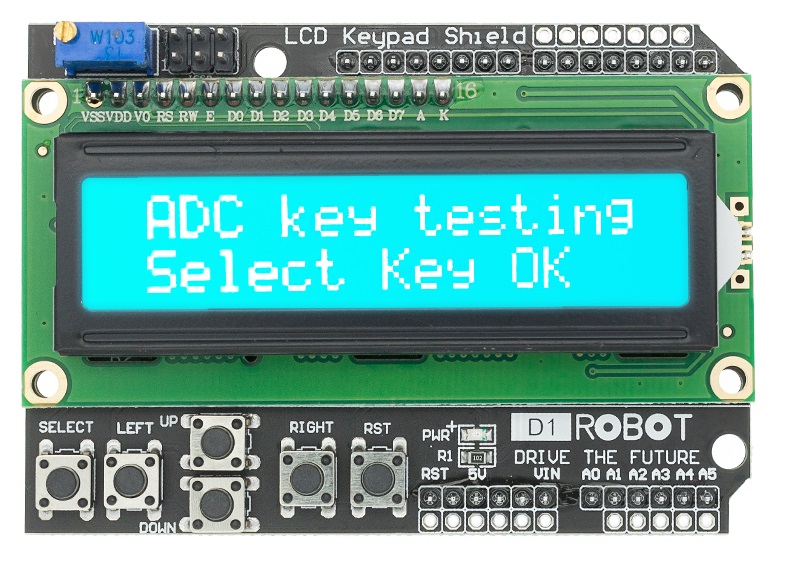 W103
LCD Keypad Shield
1
16
VSS VDD VO RS RW E D0 D1 D2 D3 D4 D5 D6 D7 A K
ADC key testing
Select Key OK
SELECT
LEFT
UP
DOWN
RIGHT
RST
PWR +
R1
102
D1 ROBOT
DRIVE THE FUTURE
RST 5V VIN
A0 A1 A2 A3 A4 A5